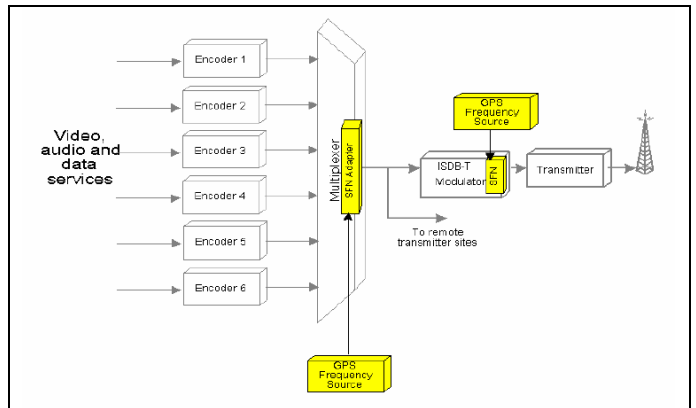 Video,
audio and
data
services
Encoder 1
Encoder 2
Encoder 3
Encoder 4
Encoder 5
Encoder 6
Multiplexer
SFN Adapter
GPS
Frequency
Source
GPS
Frequency
Source
ISDB-T
Modulator
SFN
Transmitter
To remote
transmitter sites